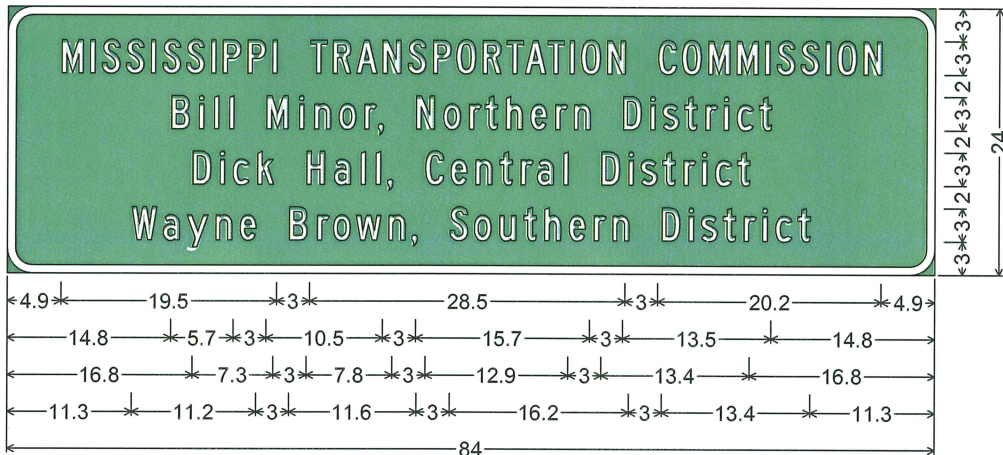 MISSISSIPPI TRANSPORTATION COMMISSION
Bill Minor, Northern District
Dick Hall, Central District
Wayne Brown, Southern District
3
3
2
3
2
3
2
3
3
24
4.9 19.5 3 28.5 3 20.2 4.9
14.8 5.7 3 10.5 3 15.7 3 13.5 14.8
16.8 7.3 3 7.8 3 12.9 3 13.4 16.8
11.3 11.2 3 11.6 3 16.2 3 13.4 11.3
84